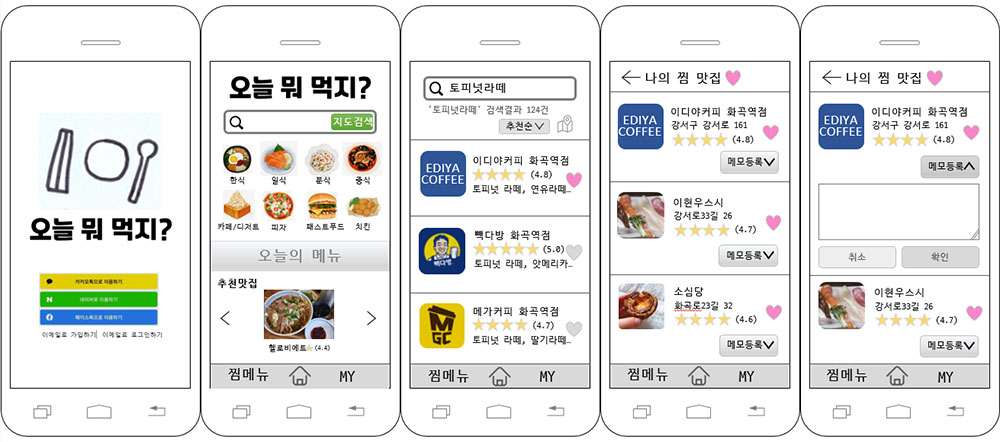 오늘 뭐 먹지?
카카오톡으로 이용하기
N 네이버로 이용하기
페이스북으로 이용하기
이메일로 가입하기| 이메일로 로그인하기
오늘 뭐 먹지?
지도검색
한식 일식 분식 중식
카페/디저트 피자 패스트푸드 치킨
오늘의 메뉴
추천맛집
헬로비에트 (4.4)
찜메뉴 MY
토피넛라떼
'토피넛라떼' 검색결과 124건
추천순
EDIYA
COFFEE
이디야커피 화곡역점
(4.8)
토피넛 라떼, 연유라떼…
빽다방
빽다방 화곡역점
(5.0)
토피넛 라떼, 앗메리카…
MGC
메가커피 화곡역점
(4.7)
토피넛 라떼, 딸기라떼…
찜메뉴 MY
나의 찜 맛집
EDIYA
COFFEE
이디야커피 화곡역점
강서구 강서로 161
(4.8)
메모등록
이현우스시
강서로33길 26
(4.7)
메모등록
소심당
화곡로23길 32
(4.6)
메모등록
찜메뉴 MY
나의 찜 맛집
EDIYA
COFFEE
이디야커피 화곡역점
강서구 강서로 161
(4.8)
메모등록
취소 확인
이현우스시
강서로33길 26
(4.7)
메모등록
찜메뉴 MY